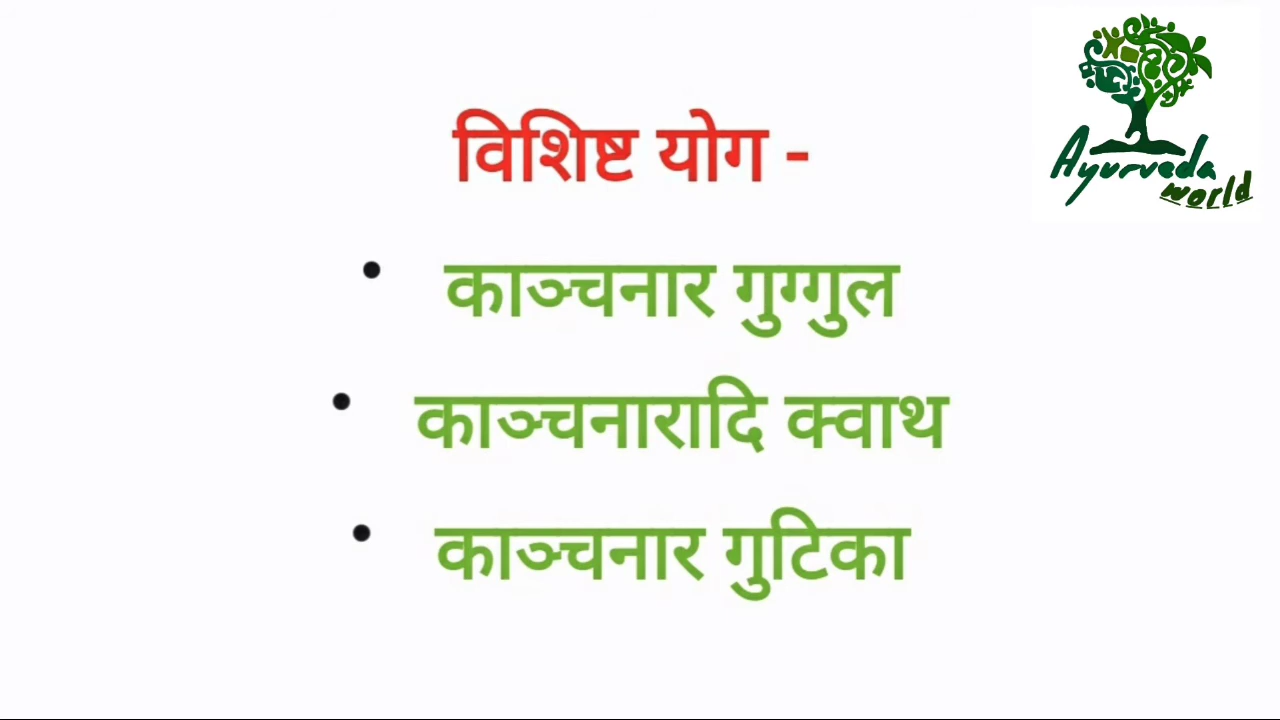 Ayurveda
world
विशिष्ट योग -
• काञ्चनार गुग्गुल
• काञ्चनारादि क्वाथ
• काञ्चनार गुटिका